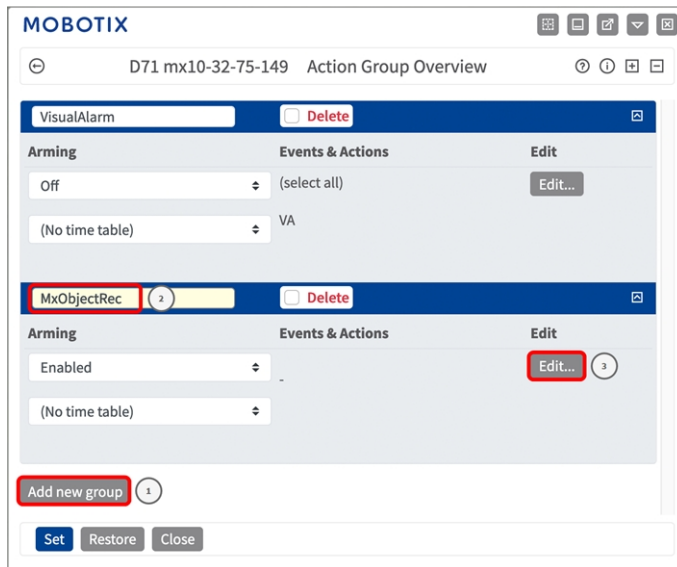 MOBOTIX
D71 mx10-32-75-149 Action Group Overview
VisualAlarm Delete
Arming Events & Actions Edit
Off (select all) Edit...
(No time table) VA
MxObjectRec 2 Delete
Arming Events & Actions Edit
Enabled - Edit... 3
(No time table)
Add new group 1
Set Restore Close